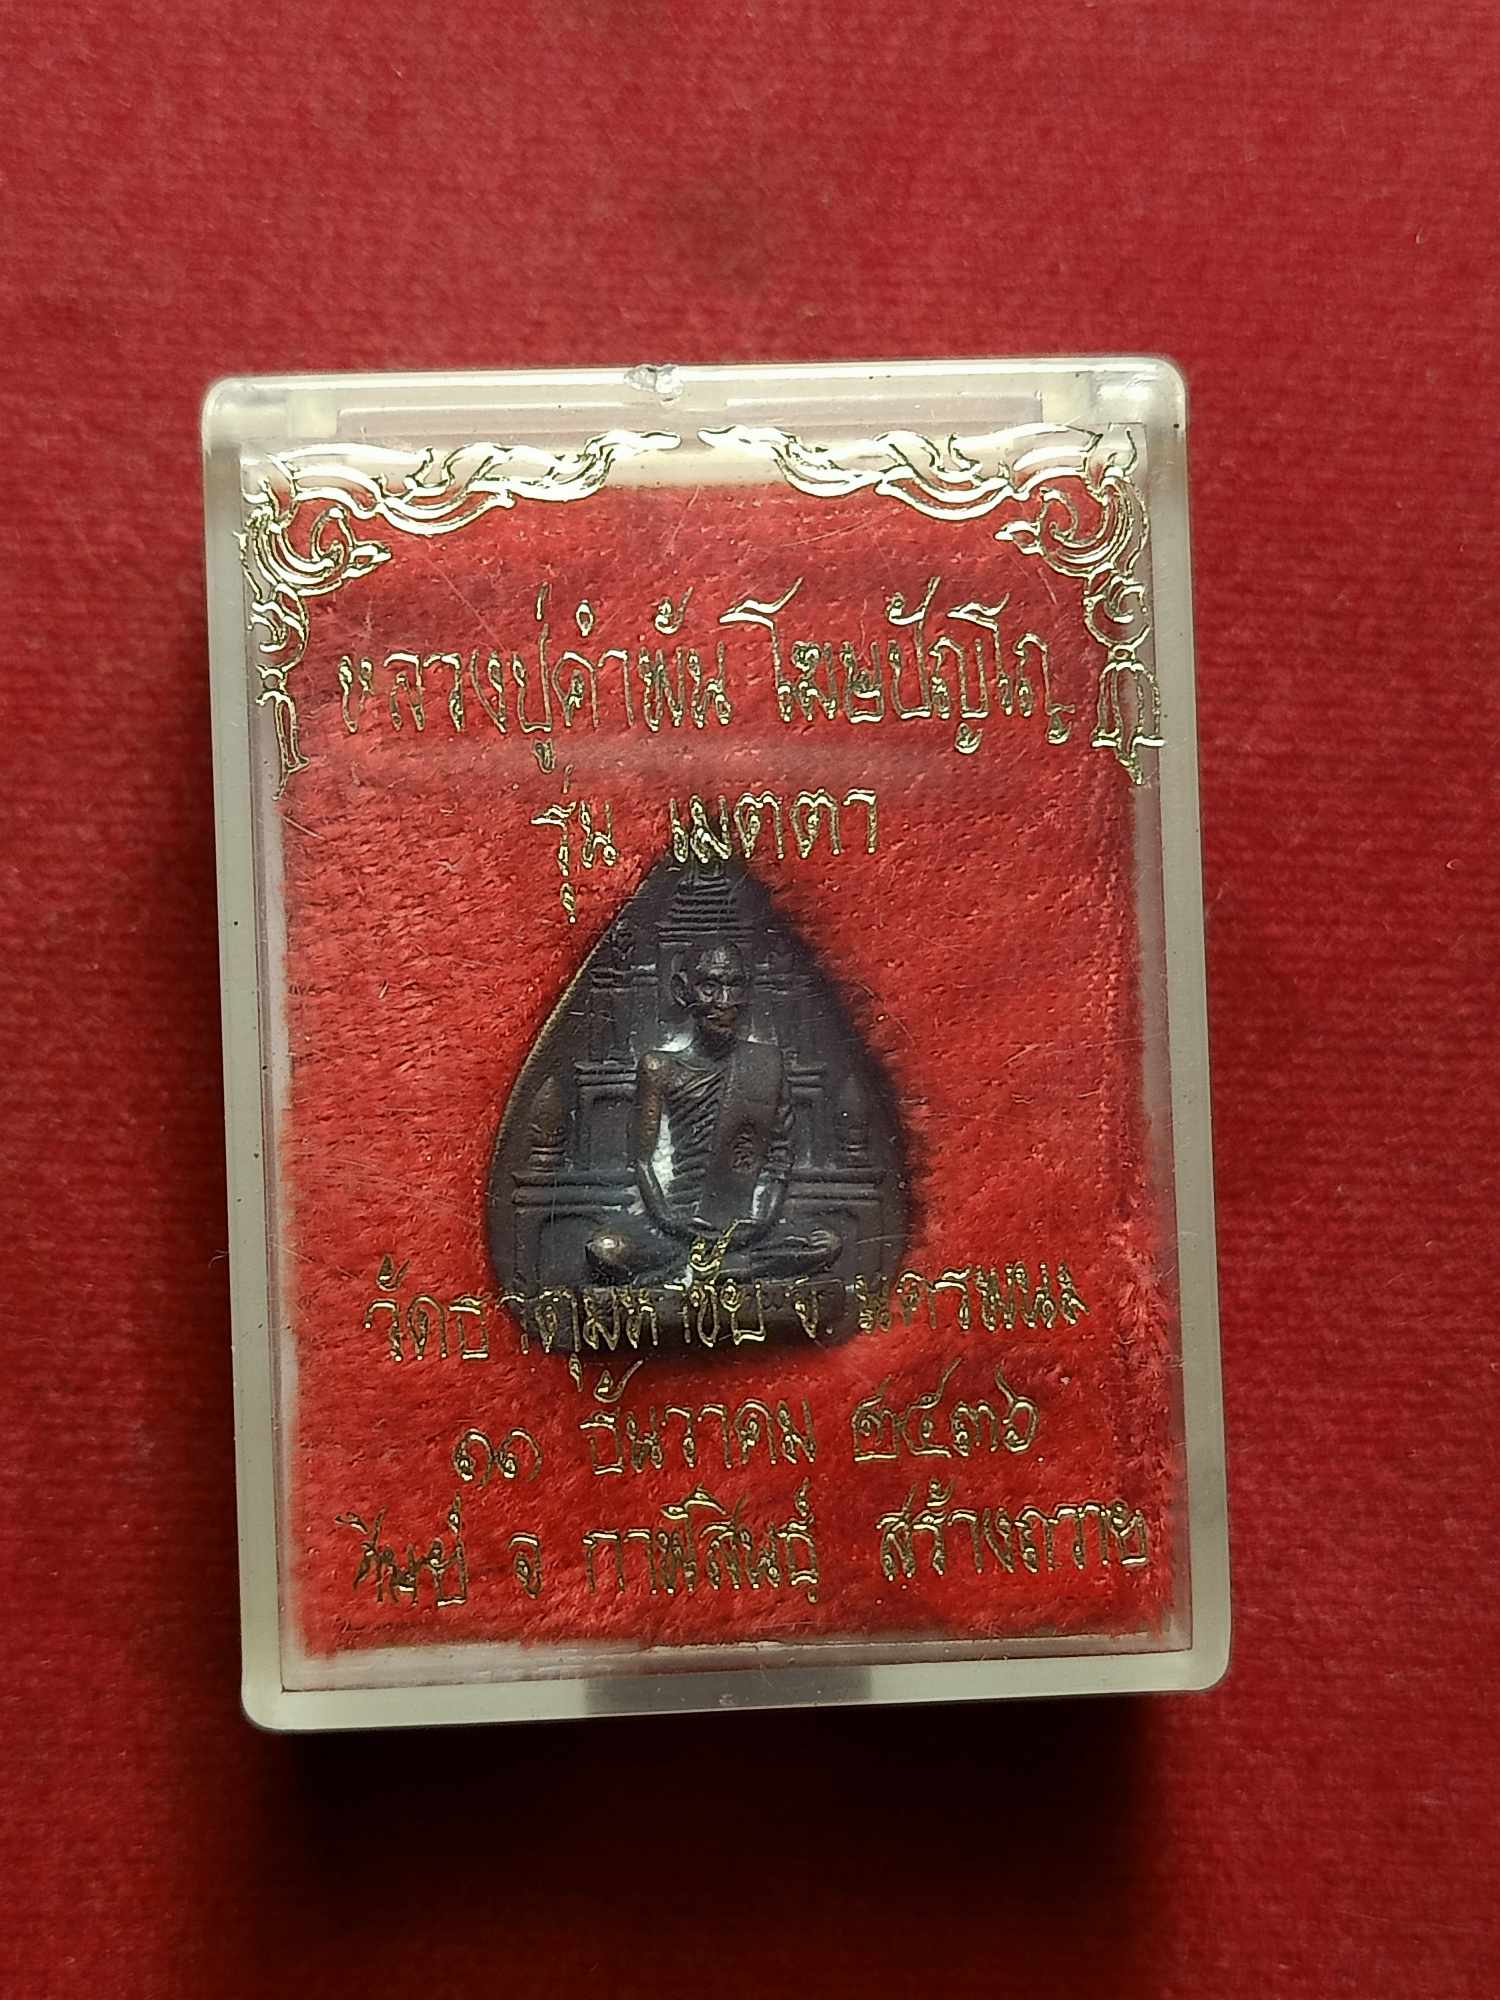 หลวงปู่คำพันธ์ โฆษปัญโญ
รุ่น เมตตา
วัดธาตุมหาชัย จ.นครพนม
๑๑ ธันวาคม ๒๕๓๖
ศิษย์ จ กาฬสินธุ์ สร้างถวาย